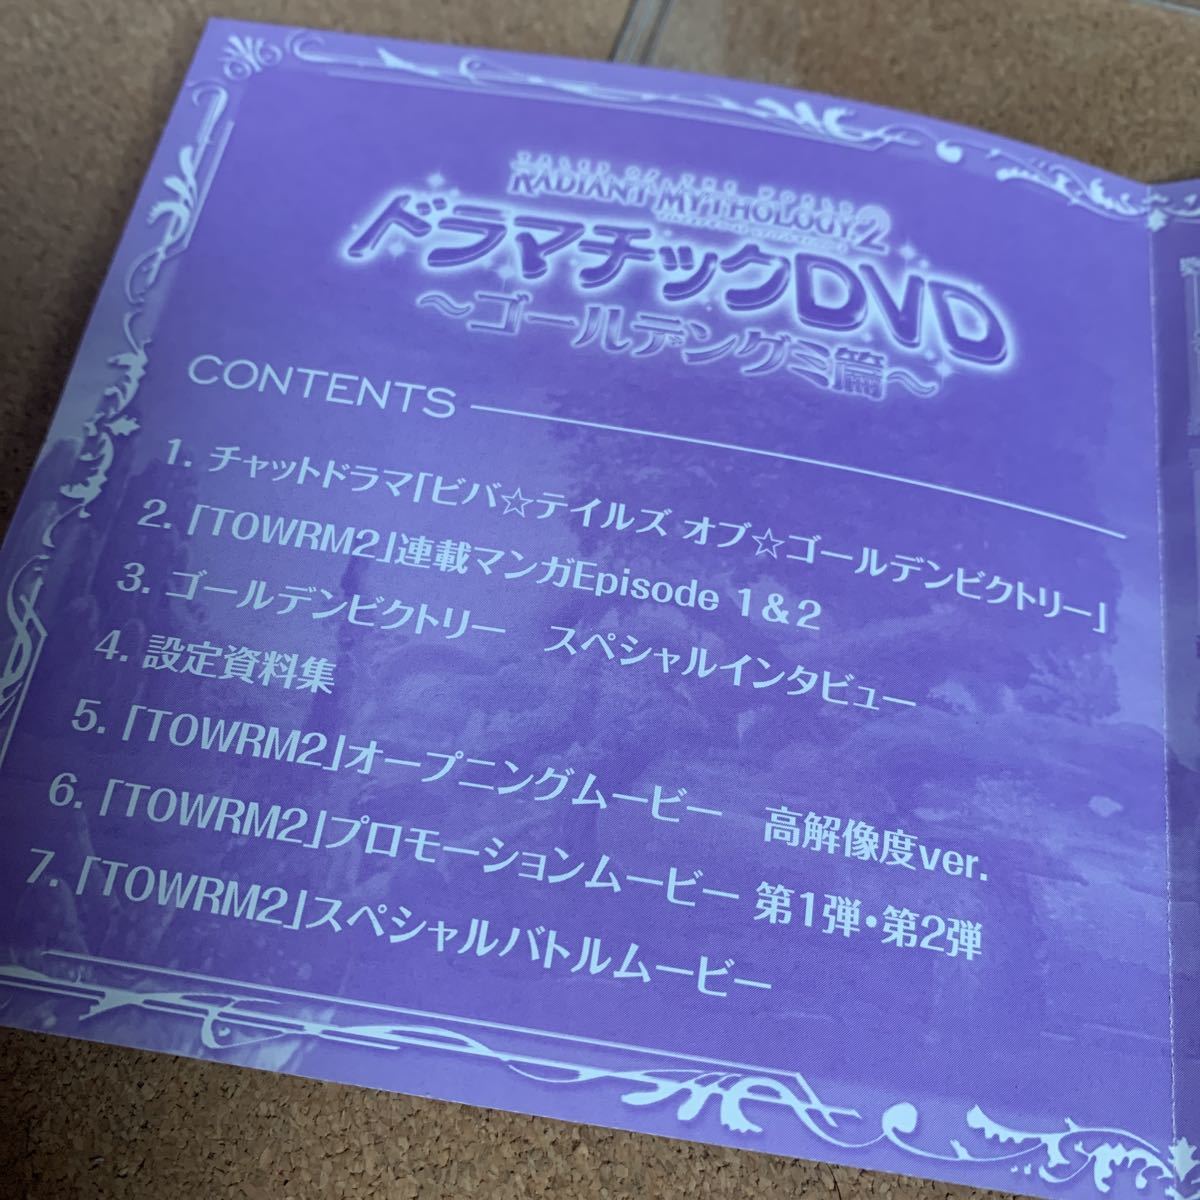 TALES OF THE WORLD
RADIANT MYTHOLOGY2
ドラマチックDVD
～ゴールデングミ篇～
CONTENTS
1. チャットドラマ「ビバ☆テイルズ オブ☆ゴールデンビクトリー」
2. 「TOWRM2」連載マンガEpisode 1&2
3. ゴールデンビクトリー　スペシャルインタビュー
4. 設定資料集
5. 「TOWRM2」オープニングムービー　高解像度ver.
6. 「TOWRM2」プロモーションムービー 第1弾・第2弾
7. 「TOWRM2」スペシャルバトルムービー